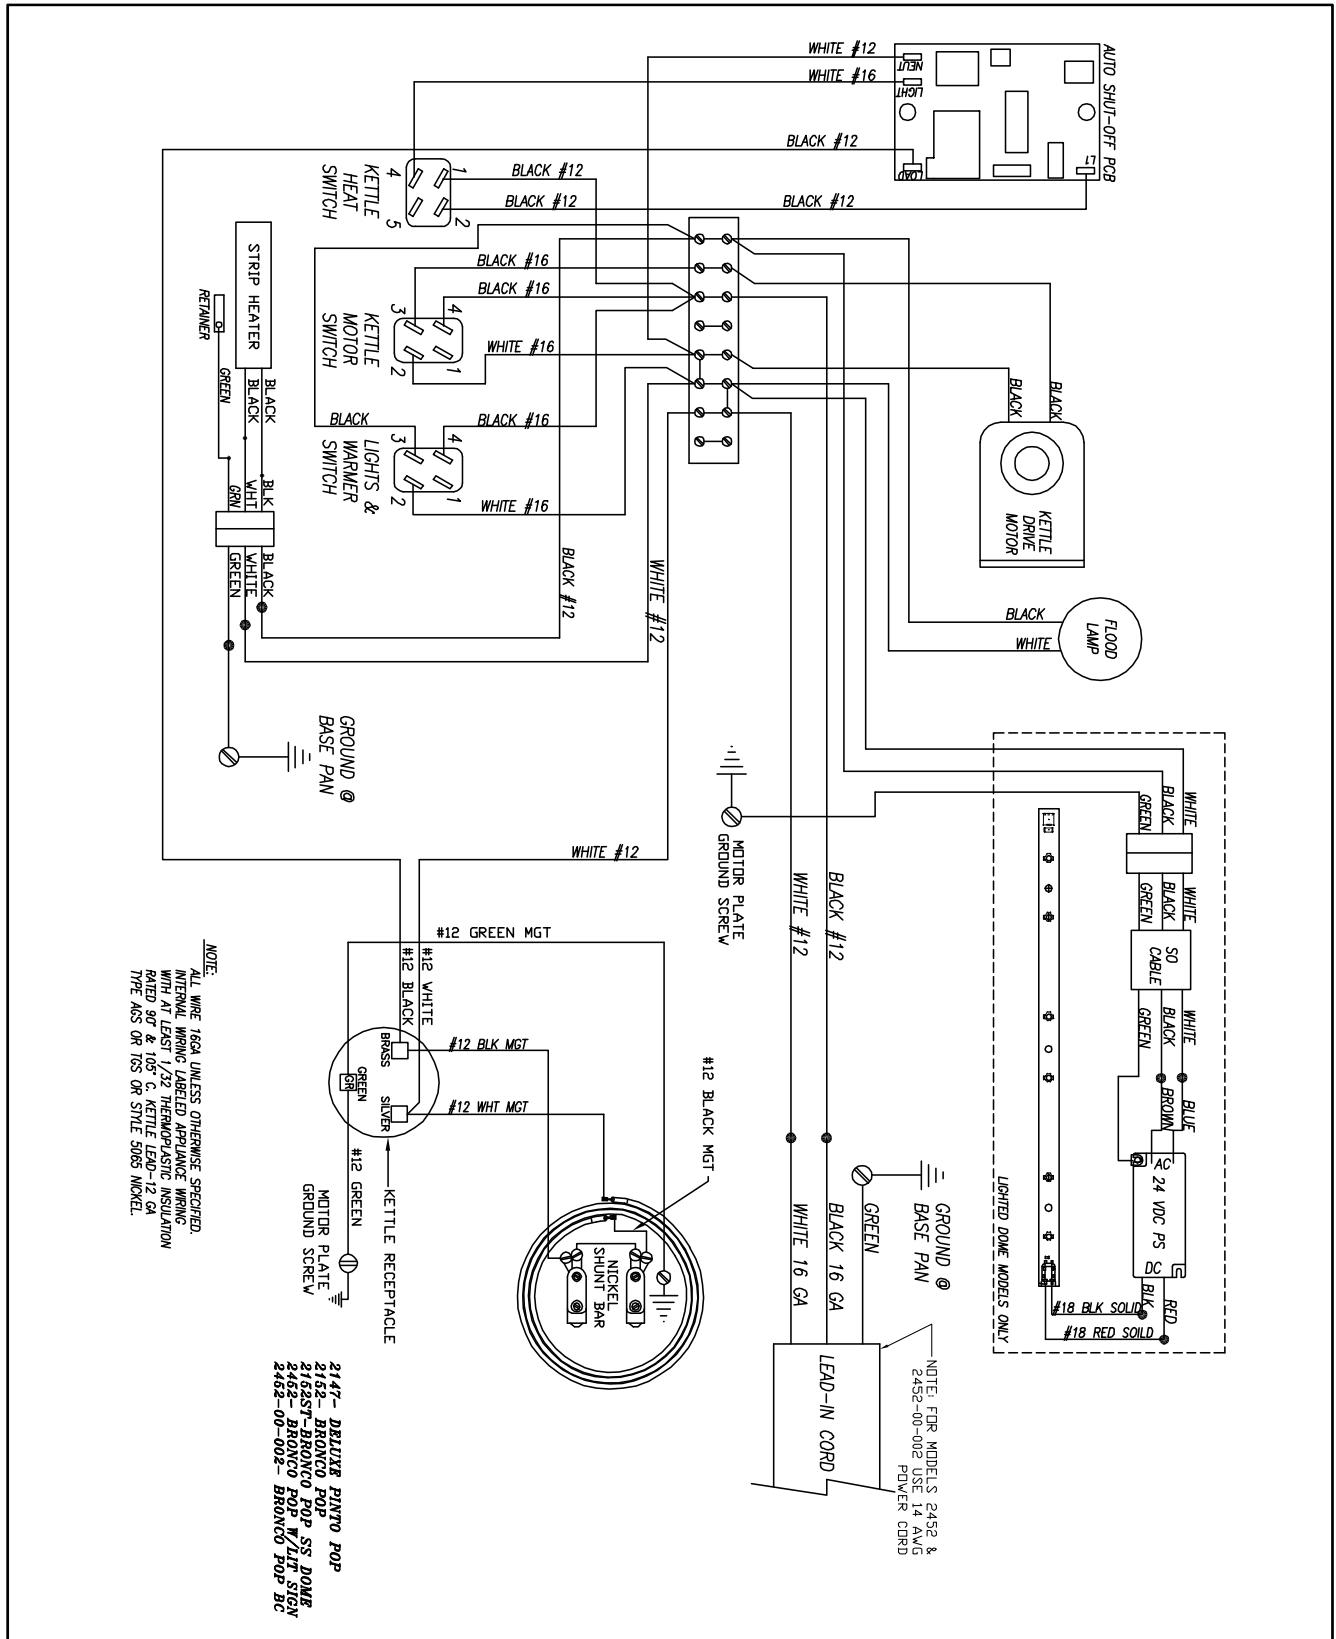 WHITE #12
WHITE #16
BLACK #12
NEUT
LIGHT
LOAD
L1
AUTO SHUT-OFF PCB
BLACK #12
BLACK #12
BLACK #12
1
4
2
5
KETTLE
HEAT
SWITCH
BLACK #16
BLACK #16
WHITE #16
3
4
2
1
KETTLE
MOTOR
SWITCH
BLACK
BLACK #16
WHITE #16
3
4
2
1
LIGHTS &
WARMER
SWITCH
STRIP HEATER
RETAINER
GREEN
BLACK
BLACK
GRN
WHT
BLK
GREEN
WHITE
BLACK
BLACK #12
WHITE #12
GROUND @
BASE PAN
BLACK
BLACK
KETTLE
DRIVE
MOTOR
BLACK
WHITE
FLOOD
LAMP
MOTOR PLATE
GROUND SCREW
WHITE #12
BLACK #12
GREEN
BLACK
WHITE
GREEN
BLACK
WHITE
SO
CABLE
GREEN
BLACK
WHITE
BROWN
BLUE
AC
24 VDC PS
DC
BLK
RED
#18 BLK SOLID
#18 RED SOILD
LIGHTED DOME MODELS ONLY
WHITE #12
#12 GREEN MGT
#12 BLACK
#12 WHITE
BRASS
SILVER
GREEN
GR
#12 BLK MGT
#12 WHT MGT
#12 BLACK MGT
KETTLE RECEPTACLE
#12 GREEN
MOTOR PLATE
GROUND SCREW
NICKEL
SHUNT BAR
WHITE 16 GA
BLACK 16 GA
GREEN
GROUND @
BASE PAN
LEAD-IN CORD
NOTE: FOR MODELS 2452 &
2452-00-002 USE 14 AWG
POWER CORD
NOTE:
ALL WIRE 16GA UNLESS OTHERWISE SPECIFIED.
INTERNAL WIRING LABELED APPLIANCE WIRING
WITH AT LEAST 1/32 THERMOPLASTIC INSULATION
RATED 90° & 105° C. KETTLE LEAD-12 GA
TYPE AGS OR TGS OR STYLE 5065 NICKEL.
2147- DELUXE PINTO POP
2152- BRONCO POP
2152ST-BRONCO POP SS DOME
2452- BRONCO POP W/LIT SIGN
2452-00-002- BRONCO POP BC